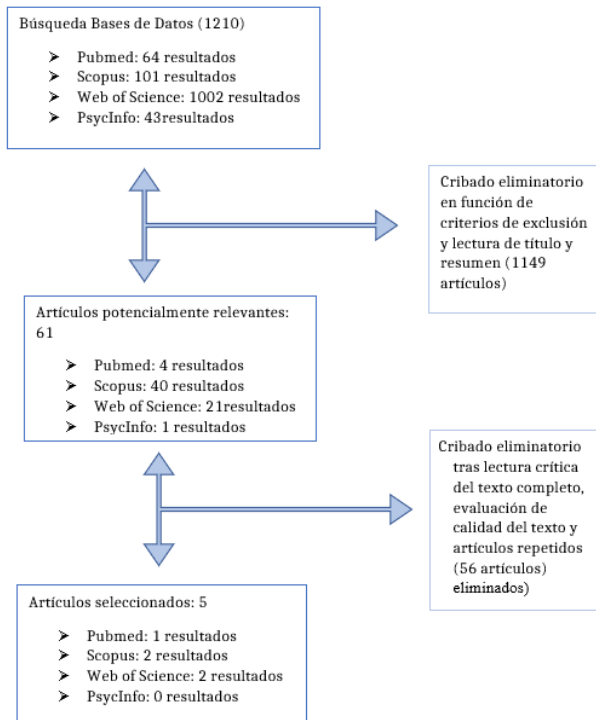 Búsqueda Bases de Datos (1210)
➢ Pubmed: 64 resultados
➢ Scopus: 101 resultados
➢ Web of Science: 1002 resultados
➢ PsycInfo: 43resultados
Cribado eliminatorio
en función de
criterios de exclusión
y lectura de título y
resumen (1149
artículos)
Artículos potencialmente relevantes:
61
➢ Pubmed: 4 resultados
➢ Scopus: 40 resultados
➢ Web of Science: 21resultados
➢ PsycInfo: 1 resultados
Cribado eliminatorio
tras lectura crítica
del texto completo,
evaluación de
calidad del texto y
artículos repetidos
(56 artículos)
eliminados)
Artículos seleccionados: 5
➢ Pubmed: 1 resultados
➢ Scopus: 2 resultados
➢ Web of Science: 2 resultados
➢ PsycInfo: 0 resultados